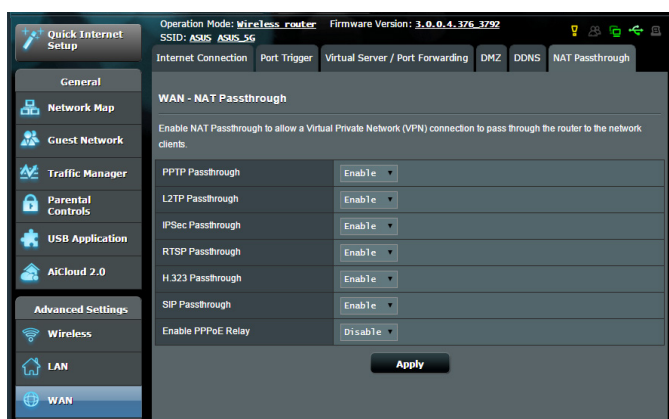 Quick Internet
Setup
Operation Mode: Wireless router Firmware Version: 3.0.0.4.376_3792
SSID: ASUS ASUS_5G
Internet Connection Port Trigger Virtual Server / Port Forwarding DMZ DDNS NAT Passthrough
General
Network Map
Guest Network
Traffic Manager
Parental
Controls
USB Application
AiCloud 2.0
Advanced Settings
Wireless
LAN
WAN
WAN - NAT Passthrough
Enable NAT Passthrough to allow a Virtual Private Network (VPN) connection to pass through the router to the network
clients.
PPTP Passthrough Enable
L2TP Passthrough Enable
IPSec Passthrough Enable
RTSP Passthrough Enable
H.323 Passthrough Enable
SIP Passthrough Enable
Enable PPPoE Relay Disable
Apply